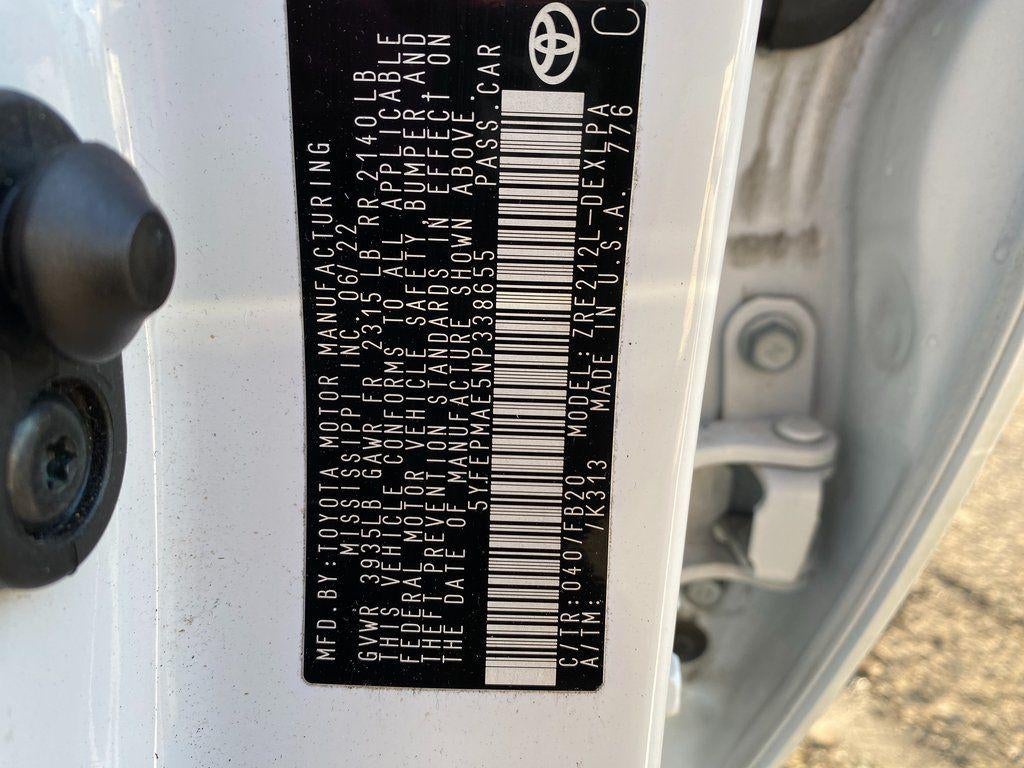 MFD.BY:TOYOTA MOTOR MANUFACTURING
MISSISSIPPI INC.06/22
GVWR 3935LB GAWR FR 2315 LB RR 2140LB
THIS VEHICLE CONFORMS TO ALL APPLICABLE
FEDERAL MOTOR VEHICLE SAFETY,BUMPER,AND
THEFT PREVENTION STANDARDS IN EFFECT ON
THE DATE OF MANUFACTURE SHOWN ABOVE.
5YFEPMAE5NP338655 PASS.CAR
C/TR:040/FB20 MODEL:ZRE212L-DEXLPA
A/TM: /K313 MADE IN U.S.A. 776
C